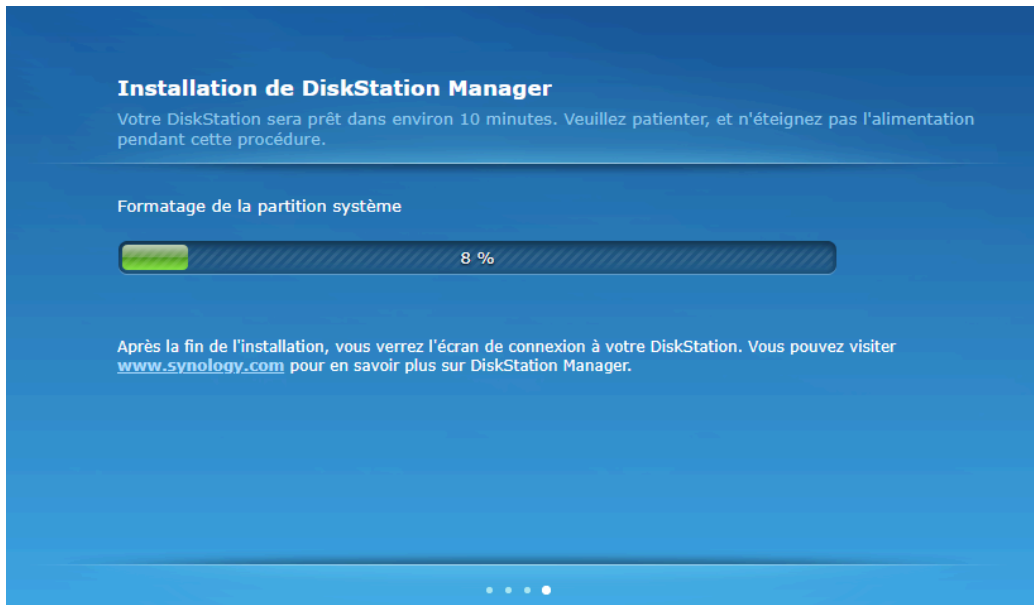 Installation de DiskStation Manager
Votre DiskStation sera prêt dans environ 10 minutes. Veuillez patienter, et n'éteignez pas l'alimentation
pendant cette procédure.
Formatage de la partition système
8 %
Après la fin de l'installation, vous verrez l'écran de connexion à votre DiskStation. Vous pouvez visiter
www.synology.com pour en savoir plus sur DiskStation Manager.